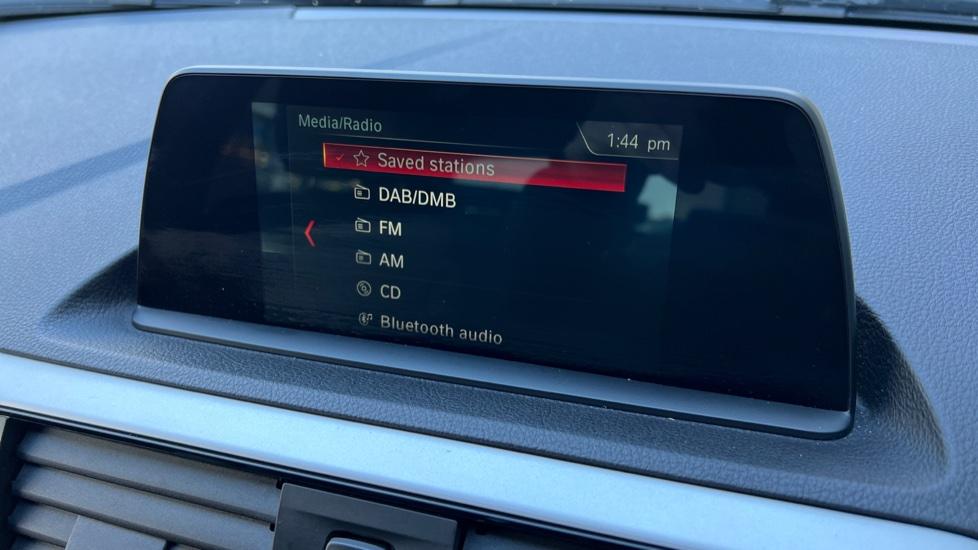 Media/Radio
1:44 pm
Saved stations
DAB/DMB
FM
AM
CD
Bluetooth audio